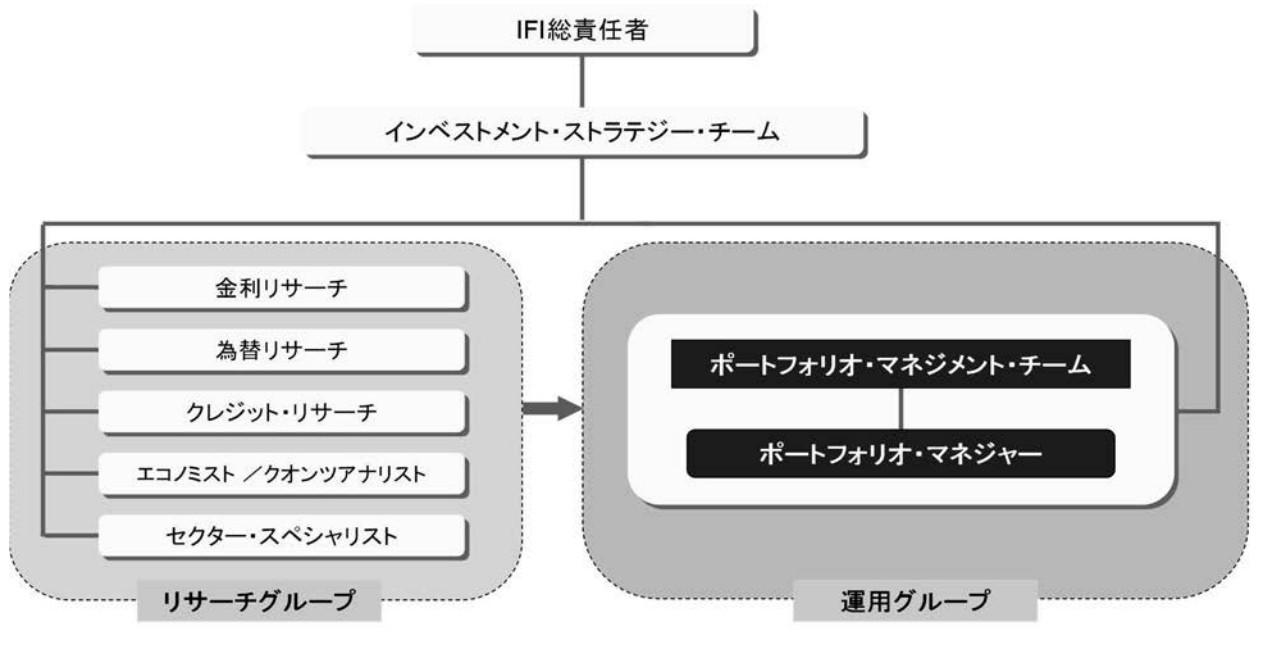 IFI総責任者
インベストメント・ストラテジー・チーム
金利リサーチ
為替リサーチ
クレジット・リサーチ
エコノミスト ／クオンツアナリスト
セクター・スペシャリスト
リサーチグループ
ポートフォリオ・マネジメント・チーム
ポートフォリオ・マネジャー
運用グループ